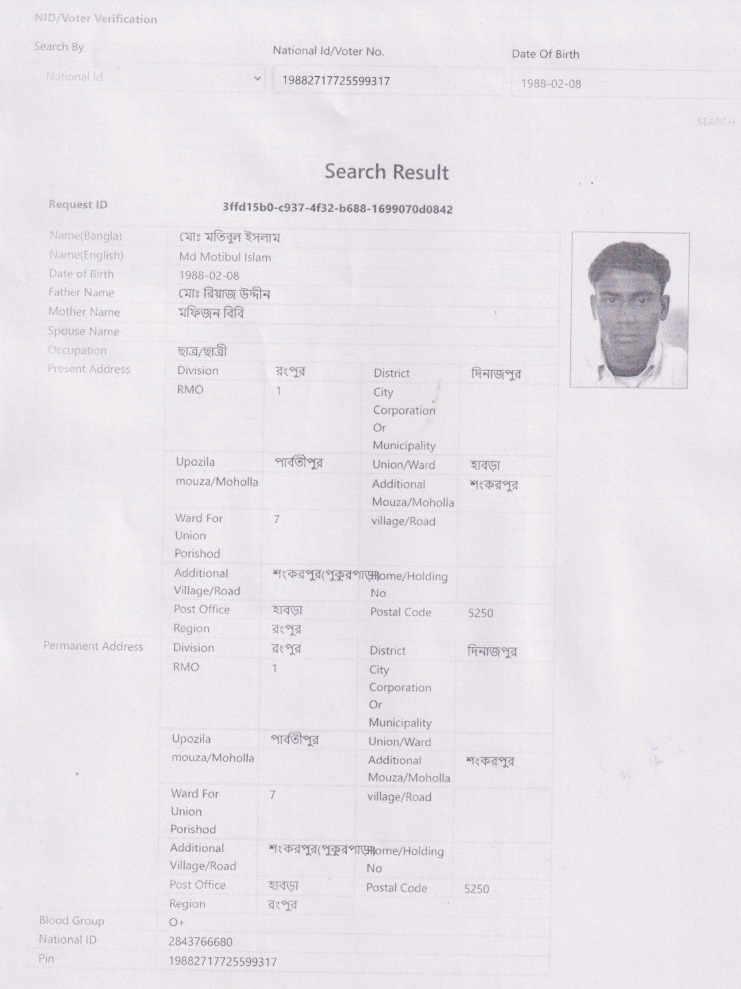 NID/Voter Verification
Search By National Id/Voter No. Date Of Birth
National Id 19882717725599317 1988-02-08
SEARCH
Search Result
Request ID 3ffd15b0-c937-4f32-b688-1699070d0842
Name(Bangla) মোঃ মতিবুল ইসলাম
Name(English) Md Motibul Islam
Date of Birth 1988-02-08
Father Name মোঃ রিয়াজ উদ্দীন
Mother Name মফিজন বিবি
Spouse Name
Occupation ছাত্র/ছাত্রী
Present Address Division রংপুর District দিনাজপুর
RMO 1 City
Corporation
Or
Municipality
Upozila পার্বতীপুর Union/Ward হাবড়া
mouza/Moholla Additional শংকরপুর
Mouza/Moholla
Ward For 7 village/Road
Union
Porishod
Additional শংকরপুর(পুকুরপাড়া) Home/Holding
Village/Road No
Post Office হাবড়া Postal Code 5250
Region রংপুর
Permanent Address Division রংপুর District দিনাজপুর
RMO 1 City
Corporation
Or
Municipality
Upozila পার্বতীপুর Union/Ward
mouza/Moholla Additional শংকরপুর
Mouza/Moholla
Ward For 7 village/Road
Union
Porishod
Additional শংকরপুর(পুকুরপাড়া) Home/Holding
Village/Road No
Post Office হাবড়া Postal Code 5250
Region রংপুর
Blood Group O+
National ID 2843766680
Pin 19882717725599317